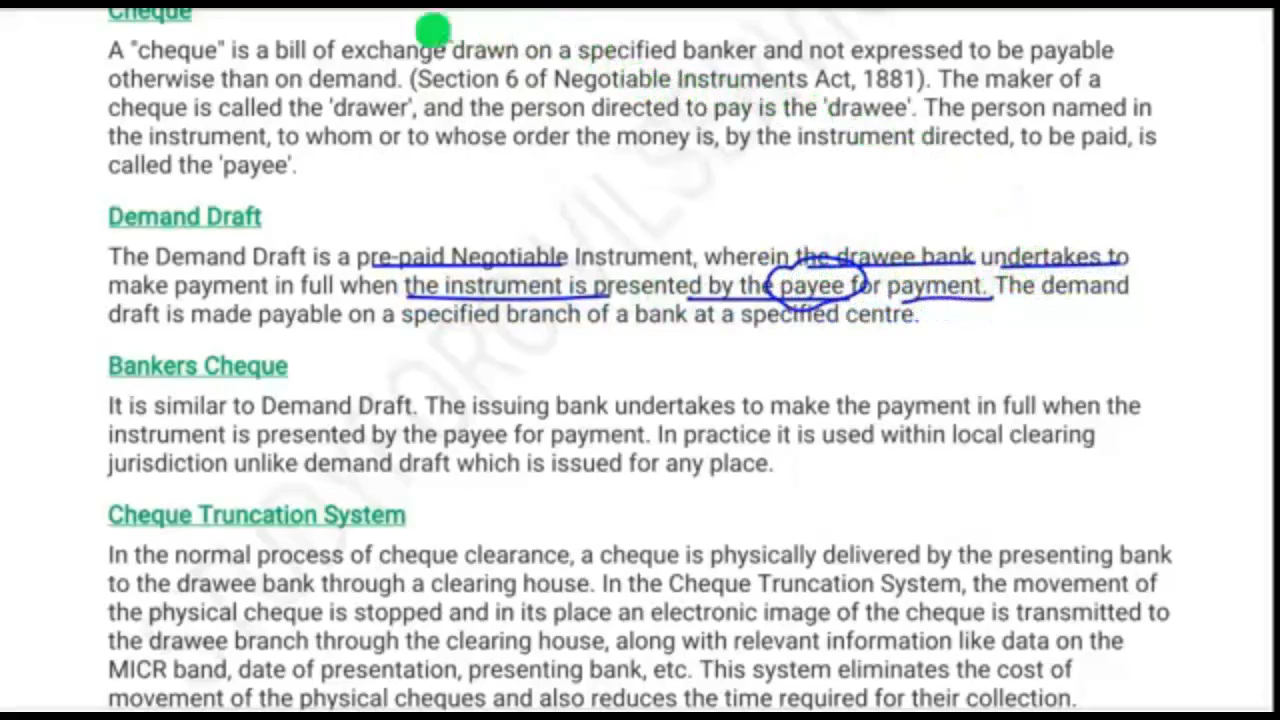 Cheque
A "cheque" is a bill of exchange drawn on a specified banker and not expressed to be payable
otherwise than on demand. (Section 6 of Negotiable Instruments Act, 1881). The maker of a
cheque is called the 'drawer', and the person directed to pay is the 'drawee'. The person named in
the instrument, to whom or to whose order the money is, by the instrument directed, to be paid, is
called the 'payee'.
Demand Draft
The Demand Draft is a pre-paid Negotiable Instrument, wherein the drawee bank undertakes to
make payment in full when the instrument is presented by the payee for payment. The demand
draft is made payable on a specified branch of a bank at a specified centre.
Bankers Cheque
It is similar to Demand Draft. The issuing bank undertakes to make the payment in full when the
instrument is presented by the payee for payment. In practice it is used within local clearing
jurisdiction unlike demand draft which is issued for any place.
Cheque Truncation System
In the normal process of cheque clearance, a cheque is physically delivered by the presenting bank
to the drawee bank through a clearing house. In the Cheque Truncation System, the movement of
the physical cheque is stopped and in its place an electronic image of the cheque is transmitted to
the drawee branch through the clearing house, along with relevant information like data on the
MICR band, date of presentation, presenting bank, etc. This system eliminates the cost of
movement of the physical cheques and also reduces the time required for their collection.